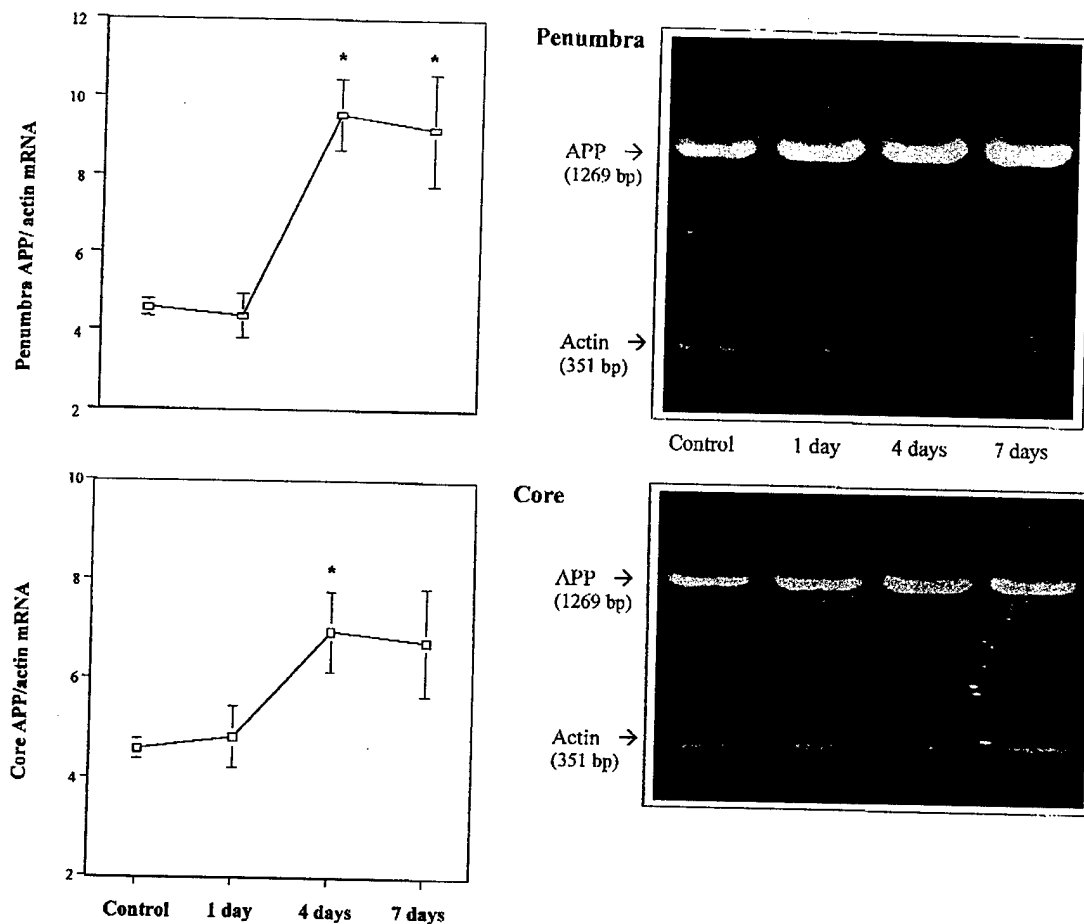 Penumbra APP/ actin mRNA
12
10
8
6
4
2
*
*
Penumbra
APP →
(1269 bp)
Actin →
(351 bp)
Control 1 day 4 days 7 days
Core APP/actin mRNA
10
8
6
4
2
*
Control 1 day 4 days 7 days
Core
APP →
(1269 bp)
Actin →
(351 bp)